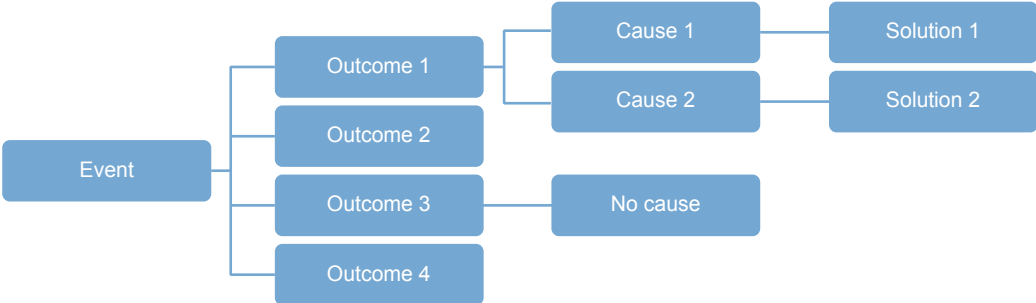 Event
Outcome 1
Cause 1
Solution 1
Cause 2
Solution 2
Outcome 2
Outcome 3
No cause
Outcome 4